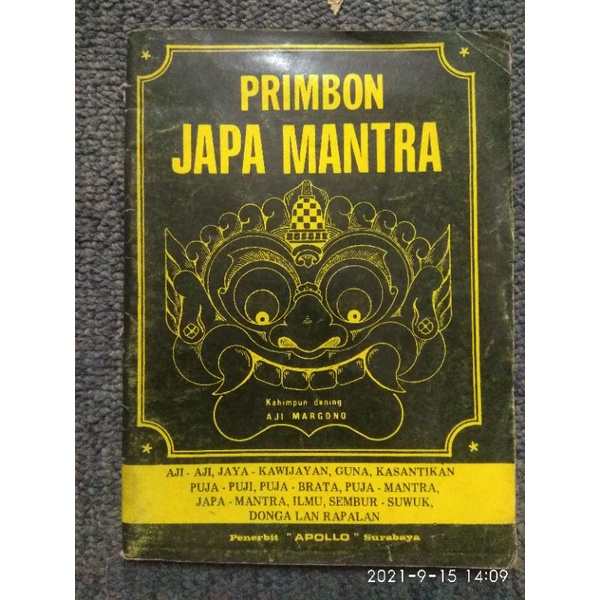 PRIMBON
JAPA MANTRA
Kahimpun dening
AJI MARGONO
AJI - AJI, JAYA - KAWIJAYAN, GUNA, KASANTIKAN
PUJA - PUJI, PUJA - BRATA, PUJA - MANTRA,
JAPA - MANTRA, ILMU, SEMBUR - SUWUK,
DONGA LAN RAPALAN
Penerbit "APOLLO" Surabaya
2021-9-15 14:09